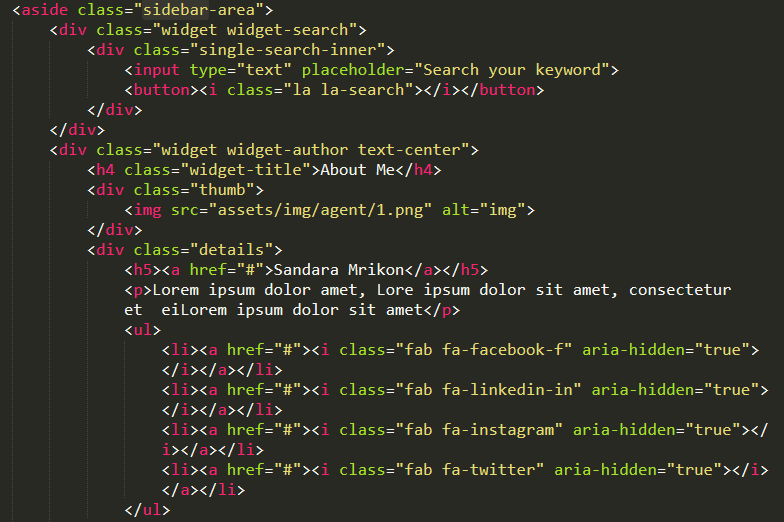 <aside class="sidebar-area">
<div class="widget widget-search">
<div class="single-search-inner">
<input type="text" placeholder="Search your keyword">
<button><i class="la la-search"></i></button>
</div>
</div>
<div class="widget widget-author text-center">
<h4 class="widget-title">About Me</h4>
<div class="thumb">
<img src="assets/img/agent/1.png" alt="img">
</div>
<div class="details">
<h5><a href="#">Sandara Mrikon</a></h5>
<p>Lorem ipsum dolor amet, Lore ipsum dolor sit amet, consectetur
et  eiLorem ipsum dolor sit amet</p>
<ul>
<li><a href="#"><i class="fab fa-facebook-f" aria-hidden="true">
</i></a></li>
<li><a href="#"><i class="fab fa-linkedin-in" aria-hidden="true">
</i></a></li>
<li><a href="#"><i class="fab fa-instagram" aria-hidden="true"></
i></a></li>
<li><a href="#"><i class="fab fa-twitter" aria-hidden="true"></i>
</a></li>
</ul>